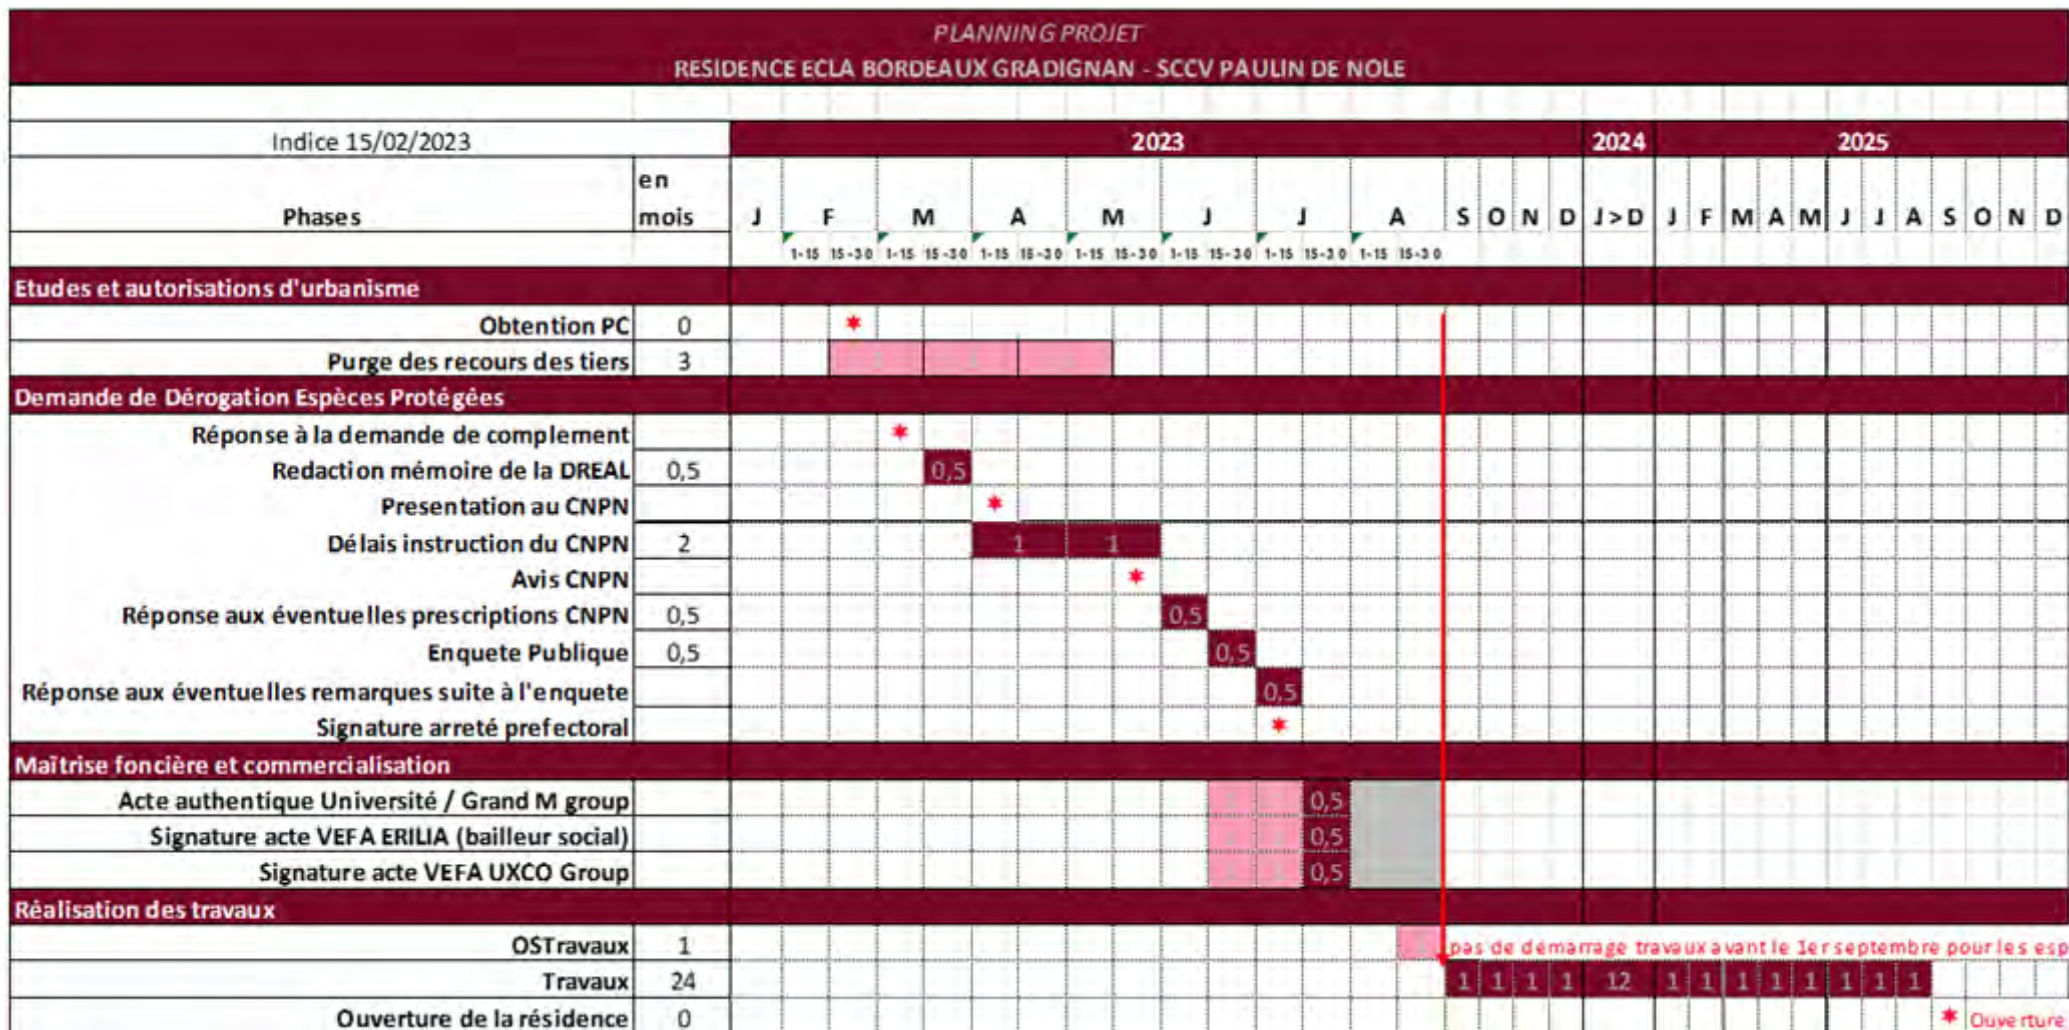 PLANNING PROJET
RESIDENCE ECLA BORDEAUX GRADIGNAN - SCCV PAULIN DE NOLE
Indice 15/02/2023 2023 2024 2025
Phases en mois J F M A M J J A S O N D J>D J F M A M J J A S O N D
1-15 15-30 1-15 15-30 1-15 15-30 1-15 15-30 1-15 15-30 1-15 15-30 1-15 15-30
Etudes et autorisations d'urbanisme
Obtention PC 0
Purge des recours des tiers 3
Demande de Dérogation Espèces Protégées
Réponse à la demande de complement
Redaction mémoire de la DREAL 0,5 0,5
Presentation au CNPN
Délais instruction du CNPN 2 1 1
Avis CNPN
Réponse aux éventuelles prescriptions CNPN 0,5 0,5
Enquete Publique 0,5 0,5
Réponse aux éventuelles remarques suite à l'enquete 0,5
Signature arreté prefectoral
Maîtrise foncière et commercialisation
Acte authentique Université / Grand M group 0,5
Signature acte VEFA ERILIA (bailleur social) 0,5
Signature acte VEFA UXCO Group 0,5
Réalisation des travaux
OSTravaux 1 pas de démarrage travaux avant le 1er septembre pour les esp
Travaux 24 1 1 1 1 12 1 1 1 1 1 1 1 1
Ouverture de la résidence 0 Ouverture